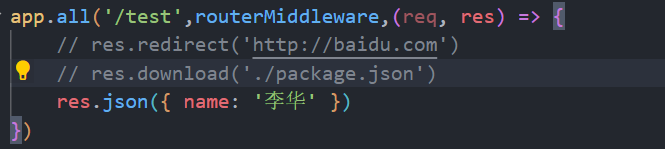 app.all('/test',routerMiddleware,(req, res) => {
// res.redirect('http://baidu.com')
// res.download('./package.json')
res.json({ name: '李华' })
})